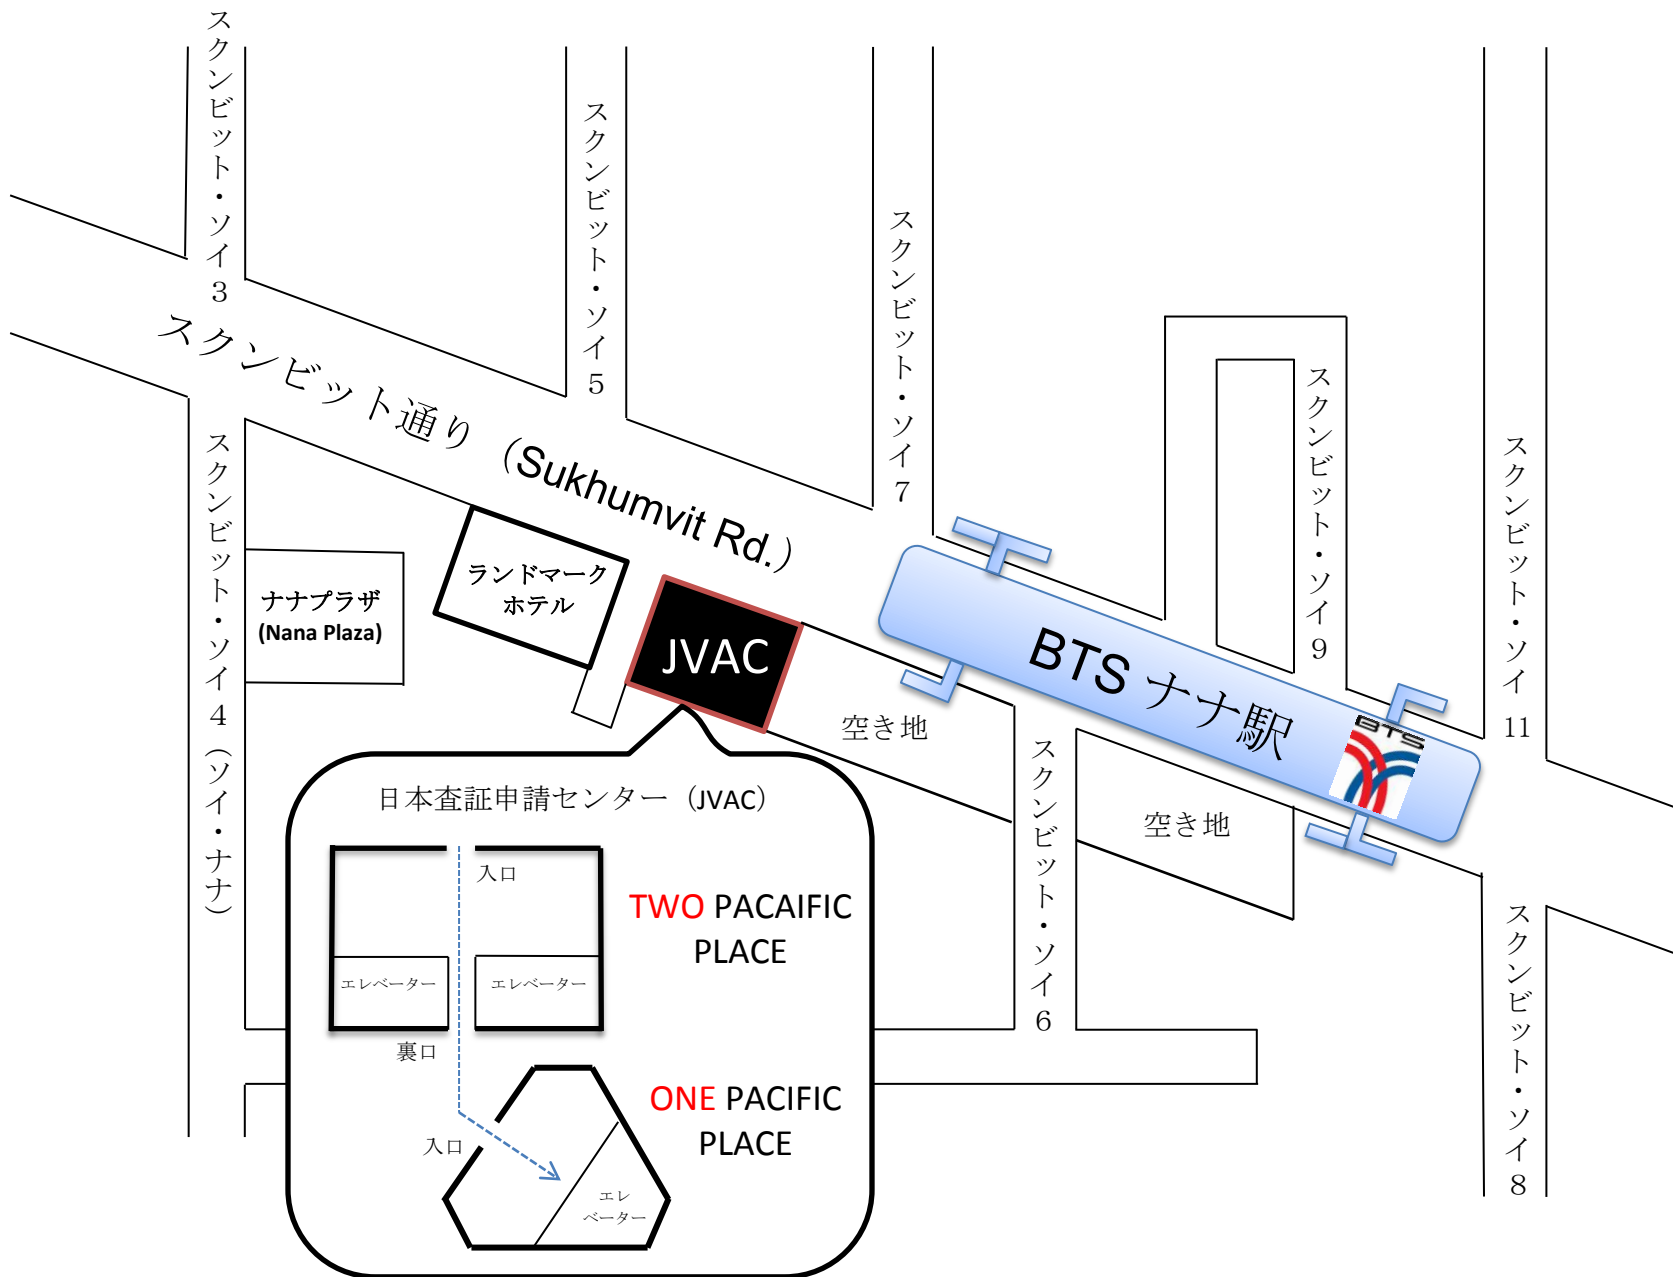 スクンビット・ソイ３
スクンビット・ソイ５
スクンビット・ソイ７
スクンビット・ソイ９
スクンビット・ソイ 11
スクンビット通り（Sukhumvit Rd.）
スクンビット・ソイ４（ソイ・ナナ）
ナナプラザ
(Nana Plaza)
ランドマーク
ホテル
JVAC
BTS ナナ駅
BTS
空き地
空き地
スクンビット・ソイ６
スクンビット・ソイ８
日本査証申請センター（JVAC）
入口
TWO PACAIFIC
PLACE
エレベーター
エレベーター
裏口
ONE PACIFIC
PLACE
入口
エレ
ベーター